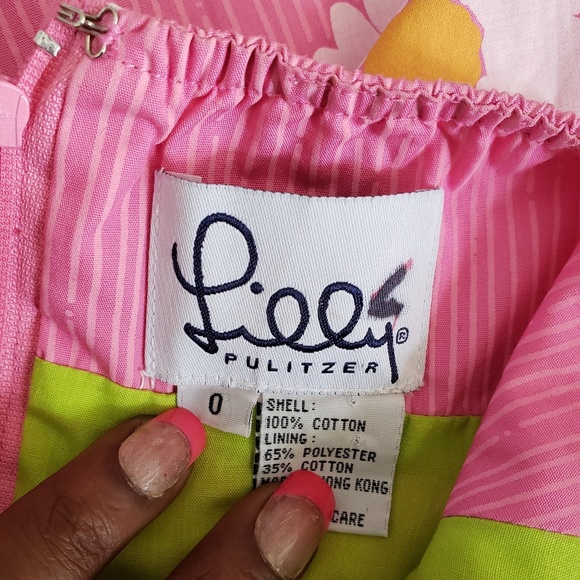 Lilly®
PULITZER
0
SHELL:
100% COTTON
LINING:
65% POLYESTER
35% COTTON
HONG KONG
CARE